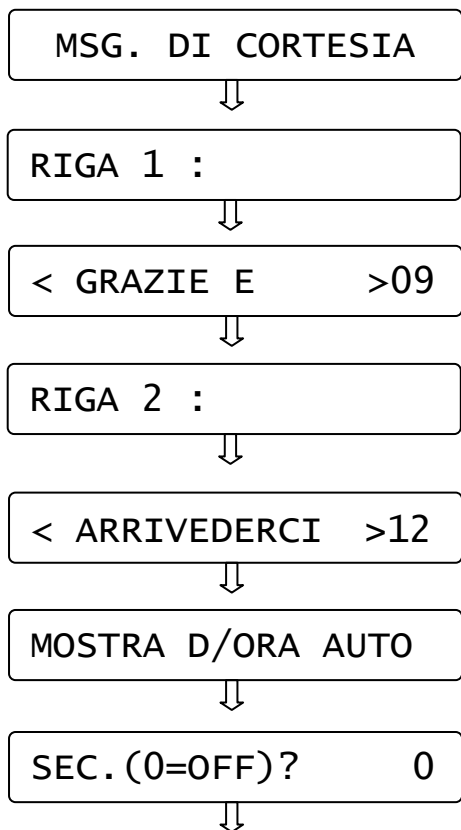 MSG. DI CORTESIA
RIGA 1 :
< GRAZIE E >09
RIGA 2 :
< ARRIVEDERCI >12
MOSTRA D/ORA AUTO
SEC.(0=OFF)? 0